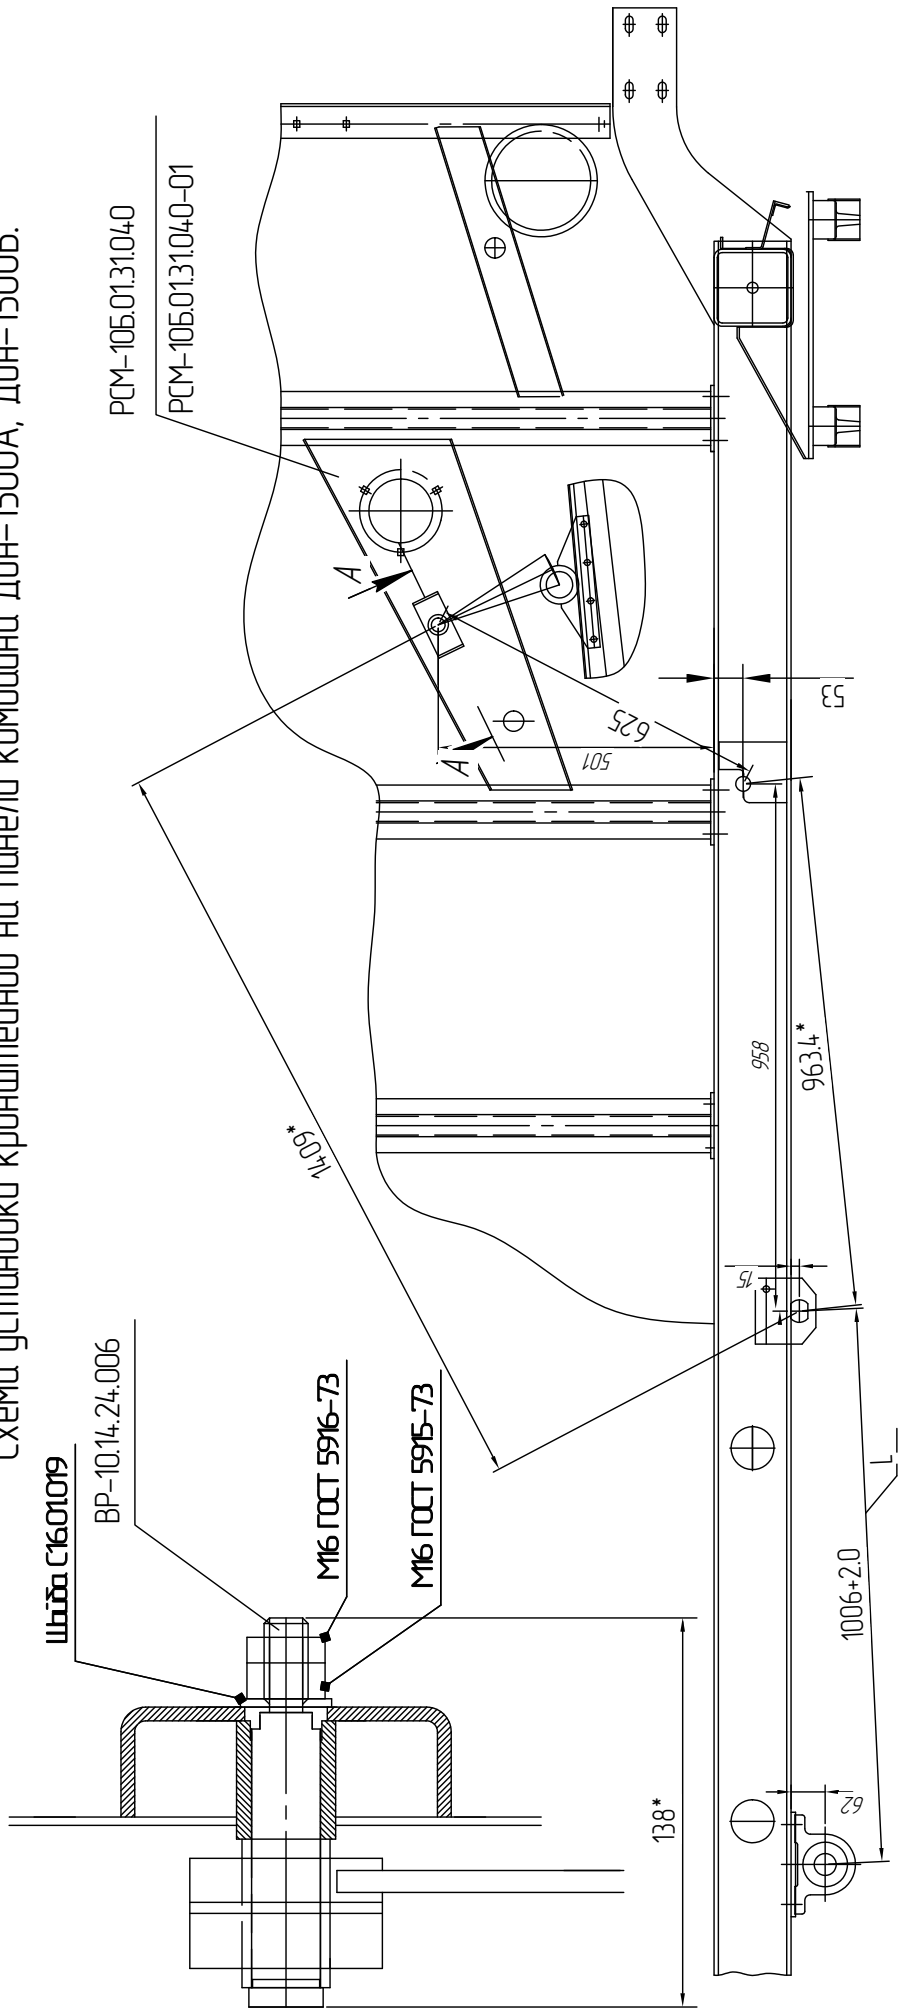 Схема установки кронштейнов на панели комбайна Дон-1500А, Дон-1500Б.
Шайба С16.01.019
ВР-10.14.24.006
М16 ГОСТ 5916-73
М16 ГОСТ 5915-73
138*
РСМ-10Б.01.31.040
РСМ-10Б.01.31.040-01
А
А
1409*
625
501
53
958
963.4*
15
1006+2.0
L
62